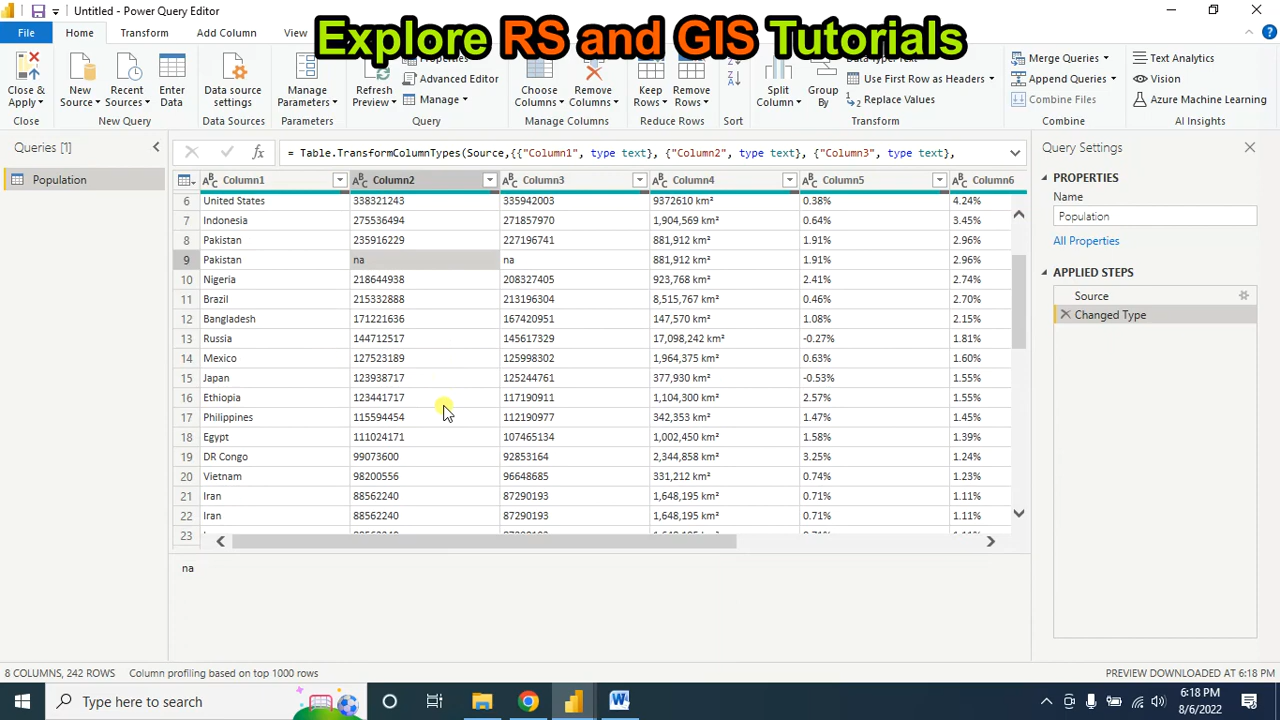 Untitled - Power Query Editor
File Home Transform Add Column View
Explore RS and GIS Tutorials
Close & Apply New Source Recent Sources Enter Data Data source settings Manage Parameters Refresh Preview Properties Advanced Editor Manage Choose Columns Remove Columns Keep Rows Remove Rows Split Column Group By Use First Row as Headers Replace Values Merge Queries Append Queries Combine Files Text Analytics Vision Azure Machine Learning
Close New Query Data Sources Parameters Query Manage Columns Reduce Rows Sort Transform Combine AI Insights
Queries [1]
Population
= Table.TransformColumnTypes(Source,{{"Column1", type text}, {"Column2", type text}, {"Column3", type text},
Column1 Column2 Column3 Column4 Column5 Column6
6 United States 338321243 335942003 9372610 km² 0.38% 4.24%
7 Indonesia 275536494 271857970 1,904,569 km² 0.64% 3.45%
8 Pakistan 235916229 227196741 881,912 km² 1.91% 2.96%
9 Pakistan na na 881,912 km² 1.91% 2.96%
10 Nigeria 218644938 208327405 923,768 km² 2.41% 2.74%
11 Brazil 215332888 213196304 8,515,767 km² 0.46% 2.70%
12 Bangladesh 171221636 167420951 147,570 km² 1.08% 2.15%
13 Russia 144712517 145617329 17,098,242 km² -0.27% 1.81%
14 Mexico 127523189 125998302 1,964,375 km² 0.63% 1.60%
15 Japan 123938717 125244761 377,930 km² -0.53% 1.55%
16 Ethiopia 123441717 117190911 1,104,300 km² 2.57% 1.55%
17 Philippines 115594454 112190977 342,353 km² 1.47% 1.45%
18 Egypt 111024171 107465134 1,002,450 km² 1.58% 1.39%
19 DR Congo 99073600 92853164 2,344,858 km² 3.25% 1.24%
20 Vietnam 98200556 96648685 331,212 km² 0.74% 1.23%
21 Iran 88562240 87290193 1,648,195 km² 0.71% 1.11%
22 Iran 88562240 87290193 1,648,195 km² 0.71% 1.11%
23
na
Query Settings
PROPERTIES
Name
Population
All Properties
APPLIED STEPS
Source
Changed Type
8 COLUMNS, 242 ROWS Column profiling based on top 1000 rows PREVIEW DOWNLOADED AT 6:18 PM
Type here to search
6:18 PM
8/6/2022